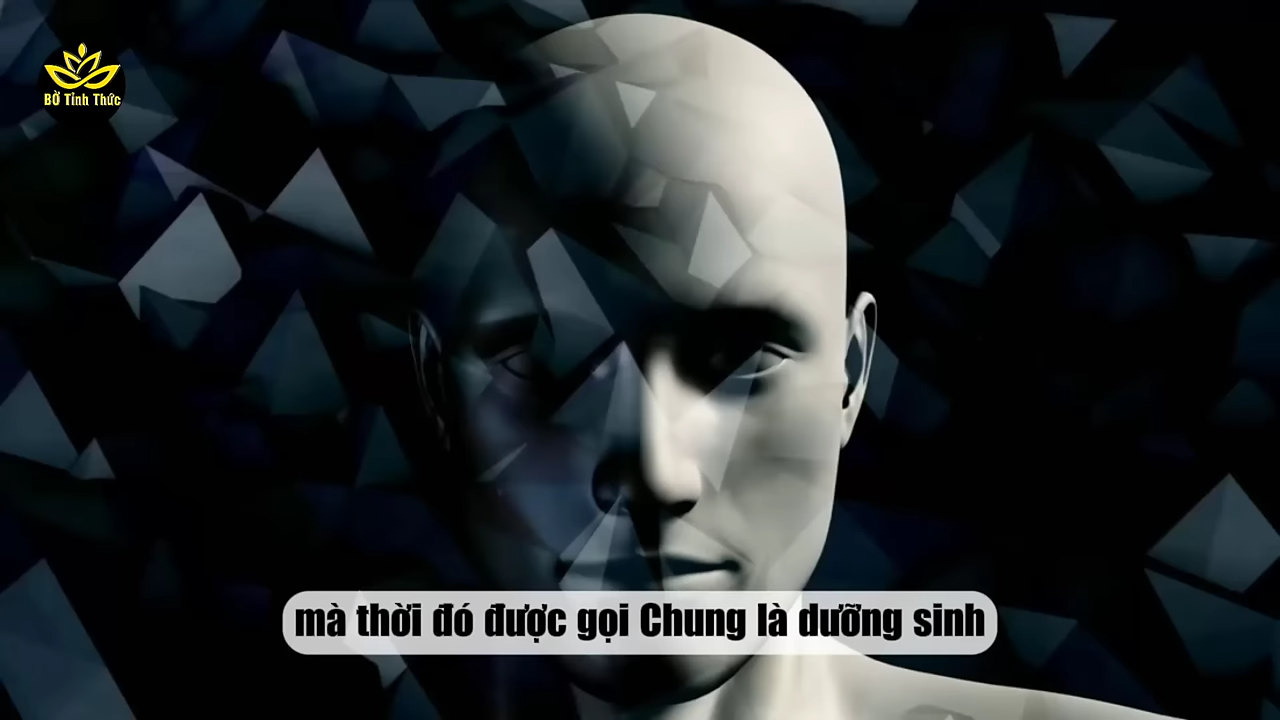 BỜ Tỉnh Thức
mà thời đó được gọi Chung là dưỡng sinh